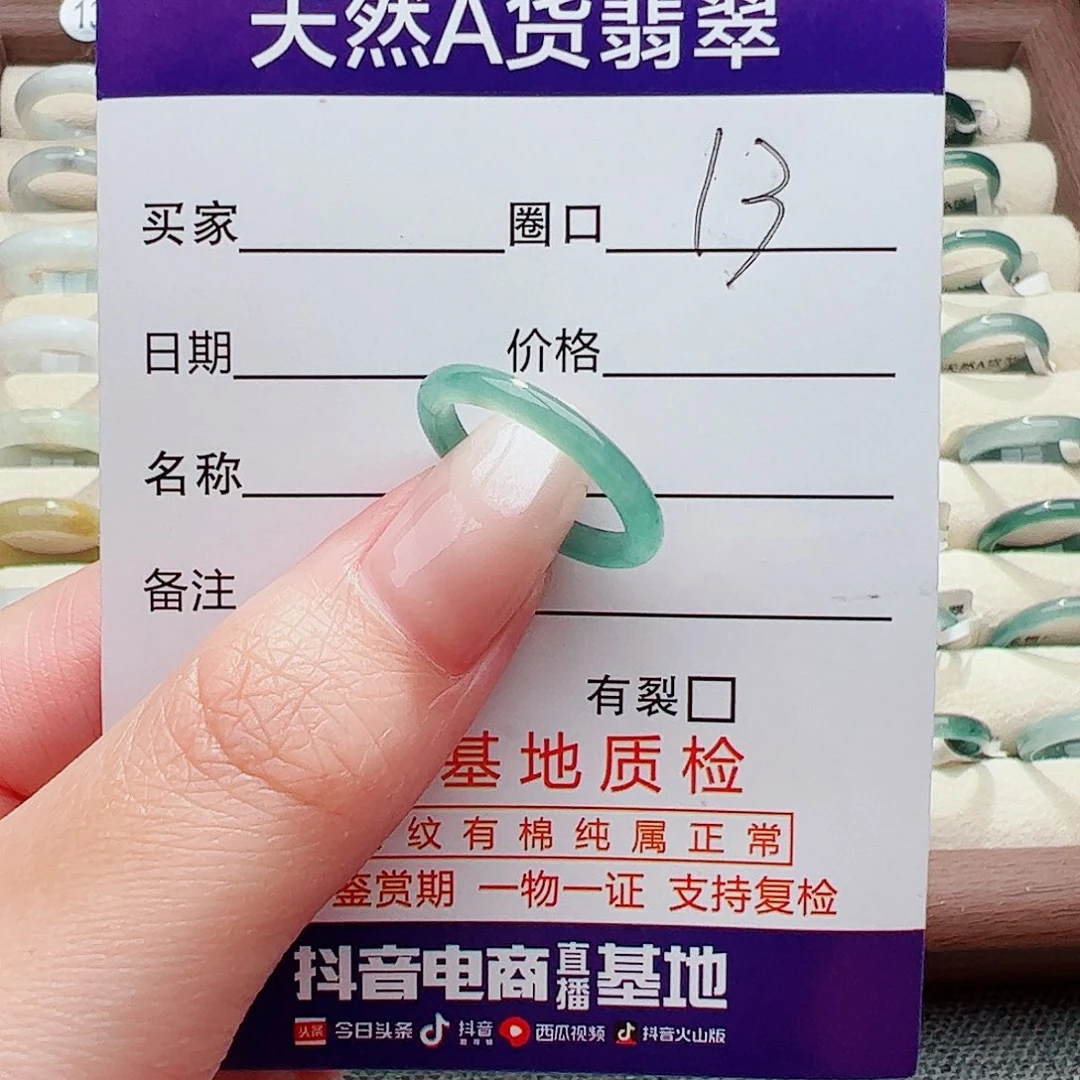 天然A货翡翠
买家 圈口 13
日期 价格
名称
备注
有裂
基地质检
纹有棉纯属正常
鉴赏期 一物一证 支持复检
抖音电商直播基地
头条 今日头条 抖音 西瓜视频 抖音火山版